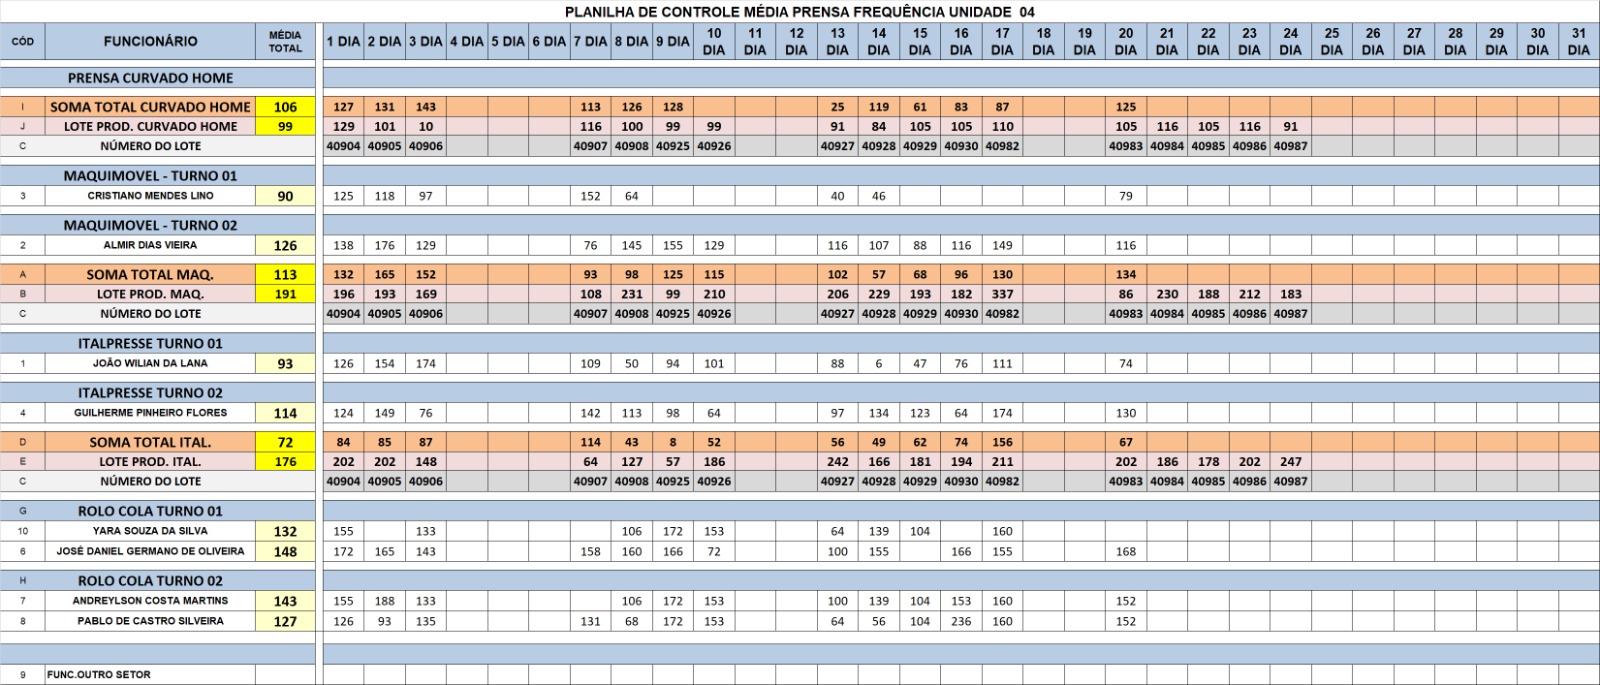 PLANILHA DE CONTROLE MÉDIA PRENSA FREQUÊNCIA UNIDADE 04
CÓD FUNCIONÁRIO MÉDIA TOTAL 1 DIA 2 DIA 3 DIA 4 DIA 5 DIA 6 DIA 7 DIA 8 DIA 9 DIA 10 DIA 11 DIA 12 DIA 13 DIA 14 DIA 15 DIA 16 DIA 17 DIA 18 DIA 19 DIA 20 DIA 21 DIA 22 DIA 23 DIA 24 DIA 25 DIA 26 DIA 27 DIA 28 DIA 29 DIA 30 DIA 31 DIA
PRENSA CURVADO HOME
I SOMA TOTAL CURVADO HOME 106 127 131 143 113 126 128 25 119 61 83 87 125
J LOTE PROD. CURVADO HOME 99 129 101 10 116 100 99 99 91 84 105 105 110 105 116 105 116 91
C NÚMERO DO LOTE 40904 40905 40906 40907 40908 40925 40926 40927 40928 40929 40930 40982 40983 40984 40985 40986 40987
MAQUIMOVEL - TURNO 01
3 CRISTIANO MENDES LINO 90 125 118 97 152 64 40 46 79
MAQUIMOVEL - TURNO 02
2 ALMIR DIAS VIEIRA 126 138 176 129 76 145 155 129 116 107 88 116 149 116
A SOMA TOTAL MAQ. 113 132 165 152 93 98 125 115 102 57 68 96 130 134
B LOTE PROD. MAQ. 191 196 193 169 108 231 99 210 206 229 193 182 337 86 230 188 212 183
C NÚMERO DO LOTE 40904 40905 40906 40907 40908 40925 40926 40927 40928 40929 40930 40982 40983 40984 40985 40986 40987
ITALPRESSE TURNO 01
1 JOÃO WILIAN DA LANA 93 126 154 174 109 50 94 101 88 6 47 76 111 74
ITALPRESSE TURNO 02
4 GUILHERME PINHEIRO FLORES 114 124 149 76 142 113 98 64 97 134 123 64 174 130
D SOMA TOTAL ITAL. 72 84 85 87 114 43 8 52 56 49 62 74 156 67
E LOTE PROD. ITAL. 176 202 202 148 64 127 57 186 242 166 181 194 211 202 186 178 202 247
C NÚMERO DO LOTE 40904 40905 40906 40907 40908 40925 40926 40927 40928 40929 40930 40982 40983 40984 40985 40986 40987
G ROLO COLA TURNO 01
10 YARA SOUZA DA SILVA 132 155 133 106 172 153 64 139 104 160
6 JOSÉ DANIEL GERMANO DE OLIVEIRA 148 172 165 143 158 160 166 72 100 155 166 155 168
H ROLO COLA TURNO 02
7 ANDREYLSON COSTA MARTINS 143 155 188 133 106 172 153 100 139 104 153 160 152
8 PABLO DE CASTRO SILVEIRA 127 126 93 135 131 68 172 153 64 56 104 236 160 152
9 FUNC.OUTRO SETOR